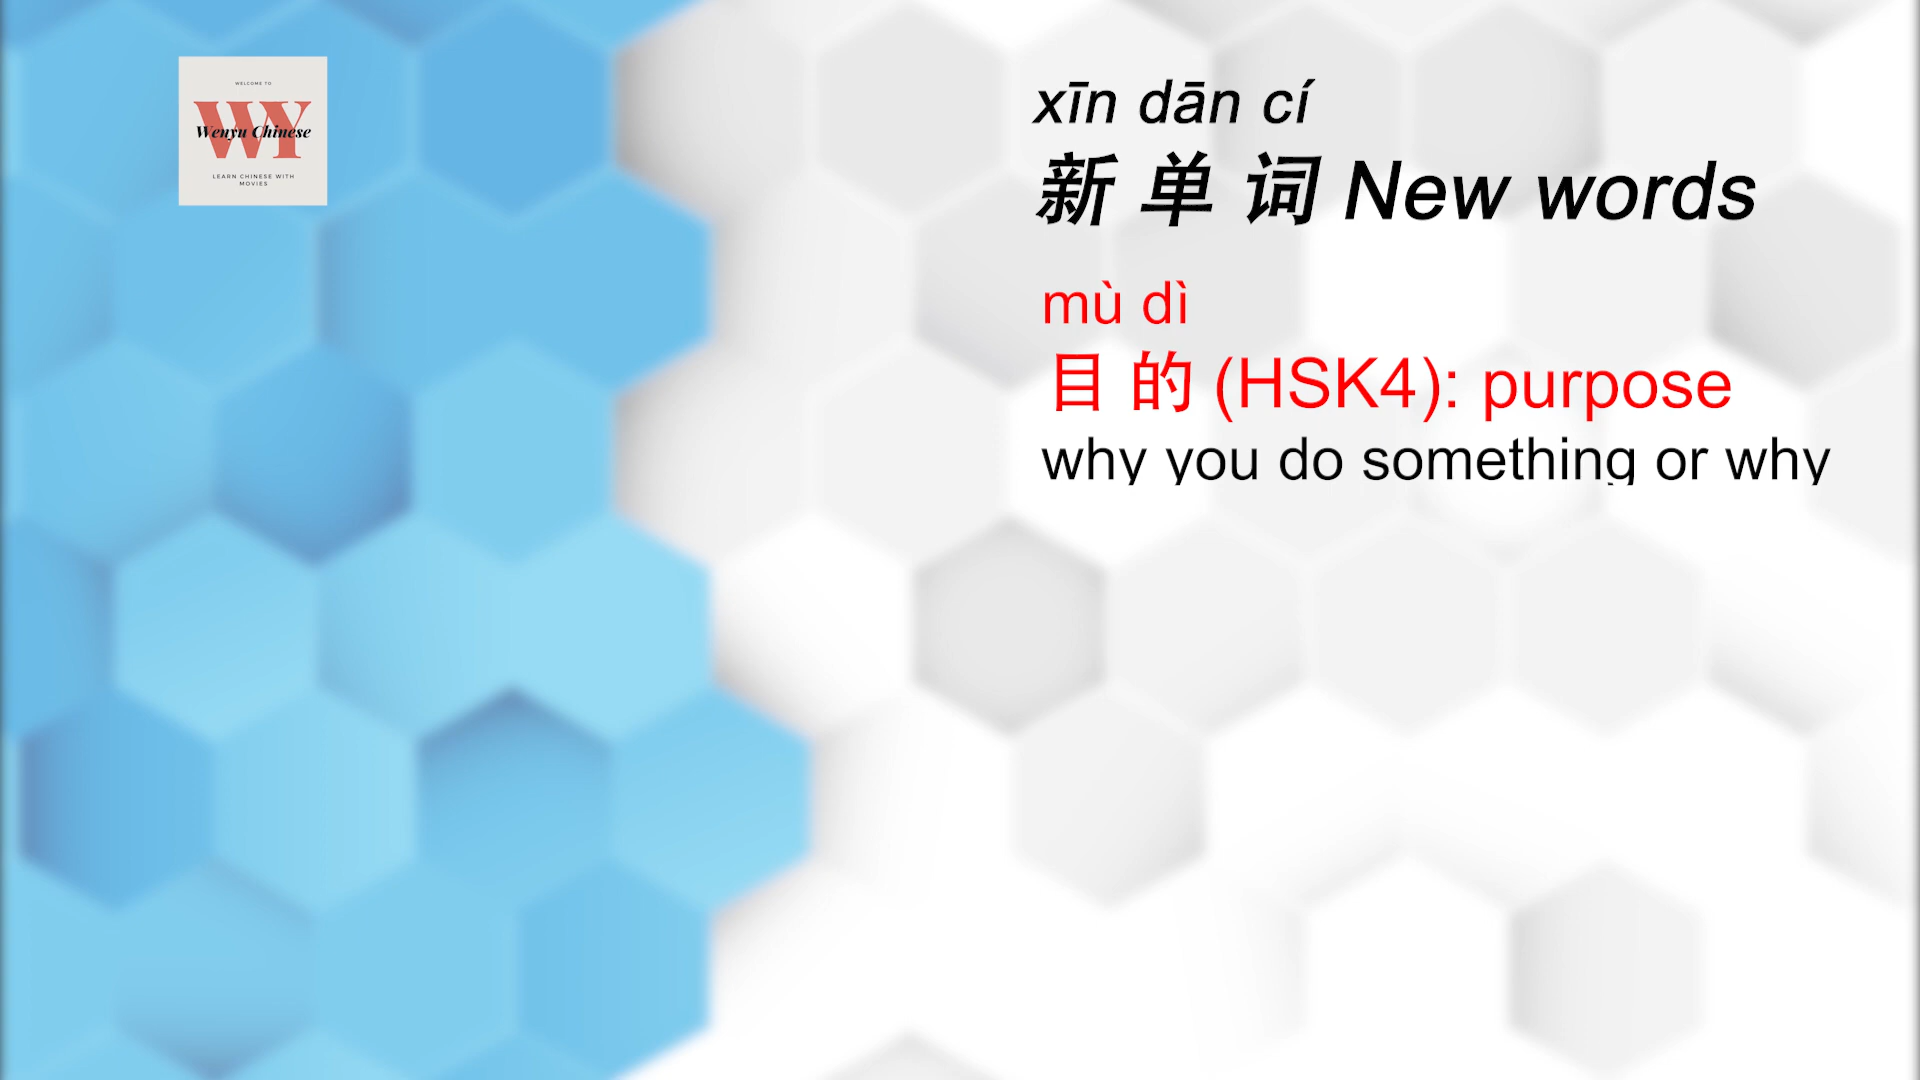 WELCOME TO
WY
Wenyu Chinese
LEARN CHINESE WITH
MOVIES
xīn dān cí
新 单 词 New words
mù dì
目 的 (HSK4): purpose
why you do something or why